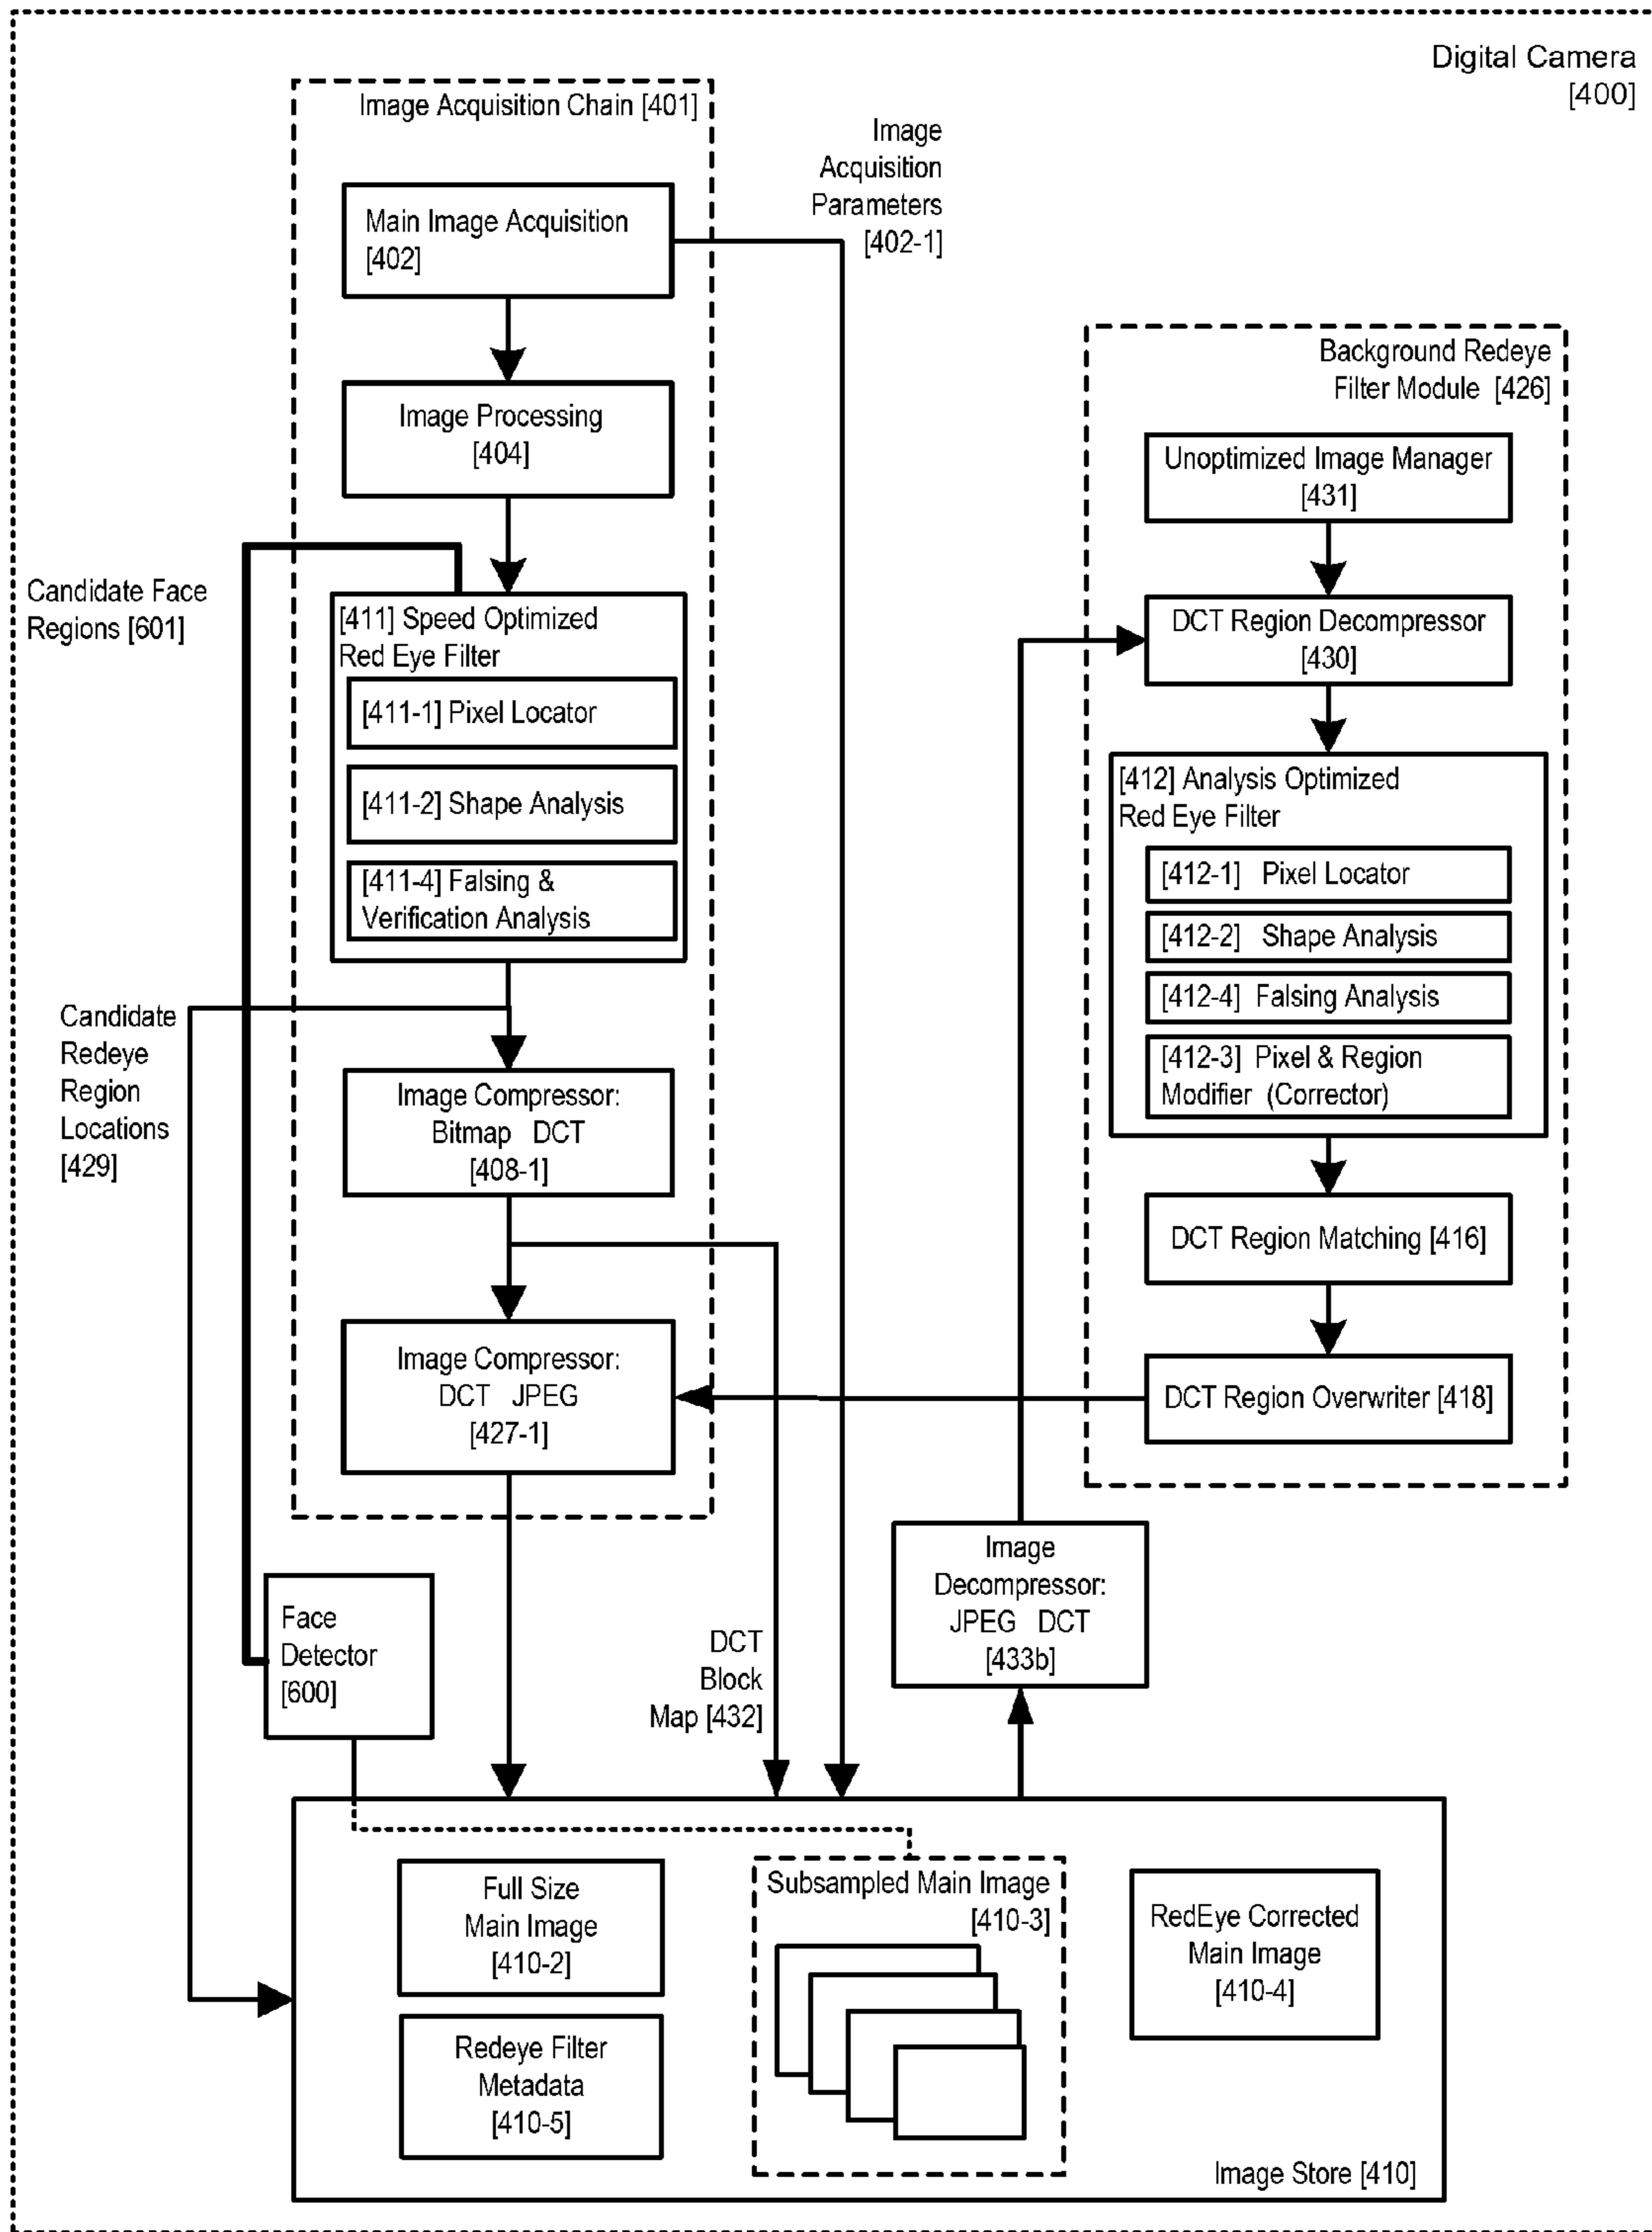 Digital Camera
[400]
Image Acquisition Chain [401]
Image
Acquisition
Parameters
[402-1]
Main Image Acquisition
[402]
Image Processing
[404]
Candidate Face
Regions [601]
[411] Speed Optimized
Red Eye Filter
[411-1] Pixel Locator
[411-2] Shape Analysis
[411-4] Falsing &
Verification Analysis
Candidate
Redeye
Region
Locations
[429]
Image Compressor:
Bitmap DCT
[408-1]
Image Compressor:
DCT JPEG
[427-1]
Background Redeye
Filter Module [426]
Unoptimized Image Manager
[431]
DCT Region Decompressor
[430]
[412] Analysis Optimized
Red Eye Filter
[412-1] Pixel Locator
[412-2] Shape Analysis
[412-4] Falsing Analysis
[412-3] Pixel & Region
Modifier (Corrector)
DCT Region Matching [416]
DCT Region Overwriter [418]
Image
Decompressor:
JPEG DCT
[433b]
Face
Detector
[600]
DCT
Block
Map [432]
Full Size
Main Image
[410-2]
Redeye Filter
Metadata
[410-5]
Subsampled Main Image
[410-3]
RedEye Corrected
Main Image
[410-4]
Image Store [410]